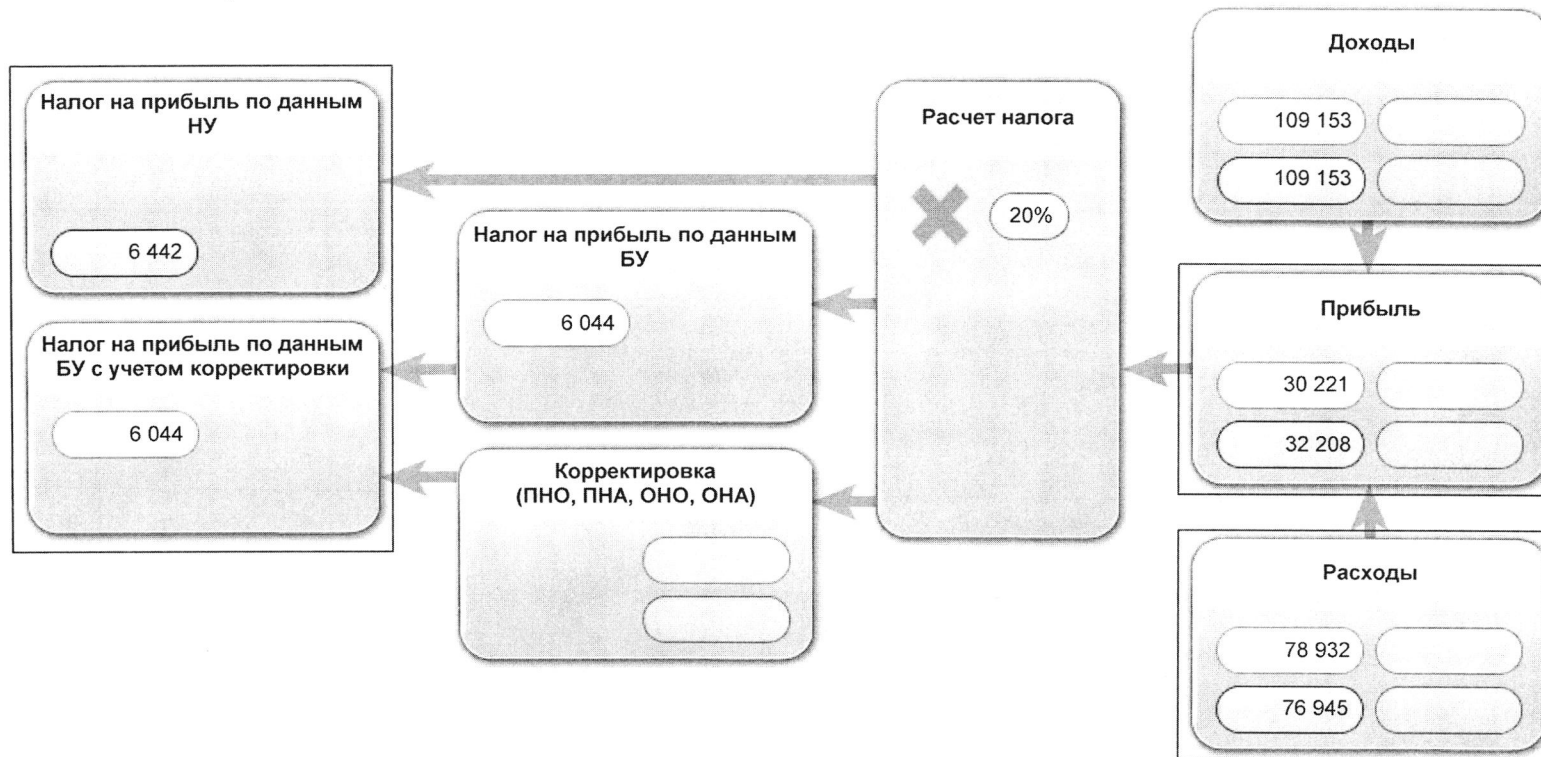 Налог на прибыль по данным
НУ
6 442
Налог на прибыль по данным
БУ с учетом корректировки
6 044
Налог на прибыль по данным
БУ
6 044
Корректировка
(ПНО, ПНА, ОНО, ОНА)
Расчет налога
20%
Доходы
109 153
109 153
Прибыль
30 221
32 208
Расходы
78 932
76 945